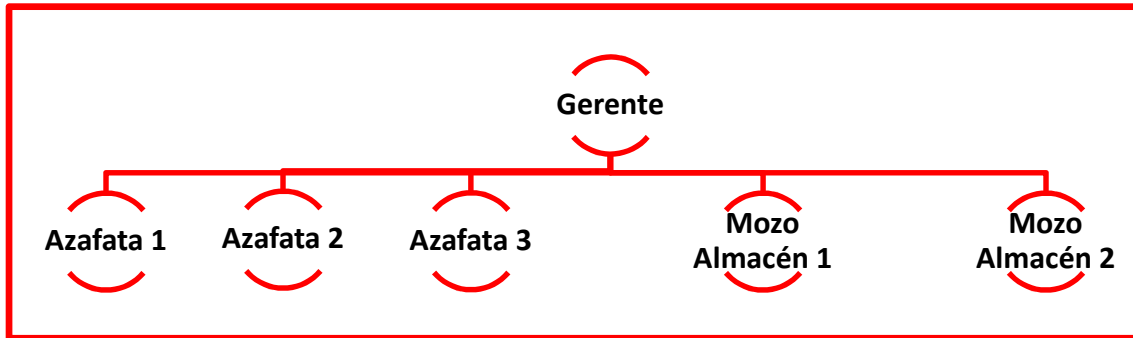 Gerente
Azafata 1
Azafata 2
Azafata 3
Mozo
Almacén 1
Mozo
Almacén 2